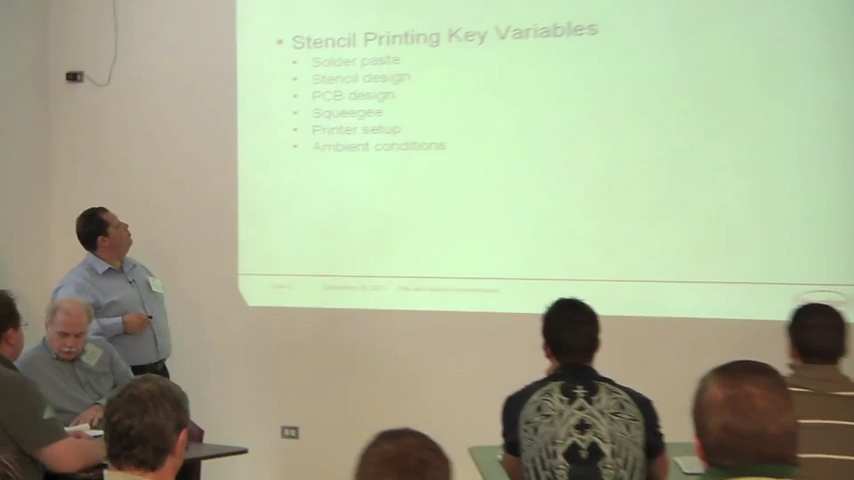 • Stencil Printing Key Variables
• Solder paste
• Stencil design
• PCB design
• Squeegee
• Printer setup
• Ambient conditions